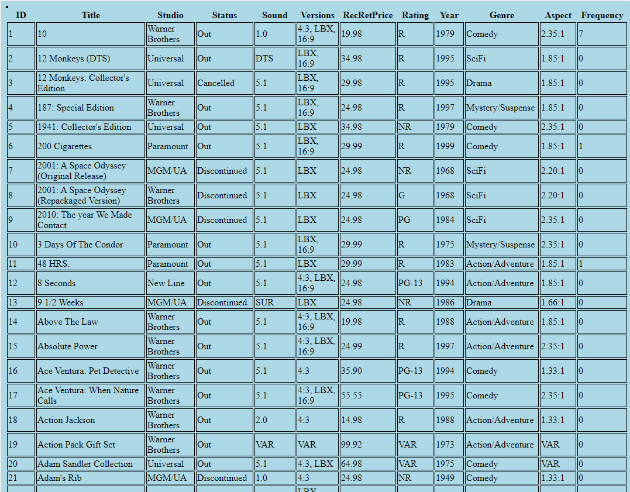 ID Title Studio Status Sound Versions RecRetPrice Rating Year Genre Aspect Frequency
1 10 Warner Brothers Out 1.0 4:3, LBX, 16:9 19.98 R 1979 Comedy 2.35:1 7
2 12 Monkeys (DTS) Universal Out DTS LBX, 16:9 34.98 R 1995 SciFi 1.85:1 0
3 12 Monkeys: Collector's Edition Universal Cancelled 5.1 LBX, 16:9 29.98 R 1995 Drama 1.85:1 0
4 187: Special Edition Warner Brothers Out 5.1 LBX, 16:9 24.98 R 1997 Mystery/Suspense 1.85:1 0
5 1941: Collector's Edition Universal Out 5.1 LBX 34.98 NR 1979 Comedy 2.35:1 0
6 200 Cigarettes Paramount Out 5.1 LBX, 16:9 29.99 R 1999 Comedy 1.85:1 1
7 2001: A Space Odyssey (Original Release) MGM/UA Discontinued 5.1 LBX 24.98 NR 1968 SciFi 2.20:1 0
8 2001: A Space Odyssey (Repackaged Version) Warner Brothers Discontinued 5.1 LBX 24.98 G 1968 SciFi 2.20:1 0
9 2010: The year We Made Contact MGM/UA Discontinued 5.1 LBX 24.98 PG 1984 SciFi 2.35:1 0
10 3 Days Of The Condor Paramount Out 5.1 LBX, 16:9 29.99 R 1975 Mystery/Suspense 2.35:1 0
11 48 HRS. Paramount Out 5.1 LBX 29.99 R 1983 Action/Adventure 1.85:1 1
12 8 Seconds New Line Out 5.1 4:3, LBX, 16:9 24.98 PG-13 1994 Action/Adventure 1.85:1 0
13 9 1/2 Weeks MGM/UA Discontinued SUR LBX 24.98 NR 1986 Drama 1.66:1 0
14 Above The Law Warner Brothers Out 5.1 4:3, LBX, 16:9 19.98 R 1988 Action/Adventure 1.85:1 0
15 Absolute Power Warner Brothers Out 5.1 4:3, LBX, 16:9 24.99 R 1997 Action/Adventure 2.35:1 0
16 Ace Ventura: Pet Detective Warner Brothers Out 5.1 4:3 35.90 PG-13 1994 Comedy 1.33:1 0
17 Ace Ventura: When Nature Calls Warner Brothers Out 5.1 4:3, LBX, 16:9 55.55 PG-13 1995 Comedy 2.35:1 0
18 Action Jackson Warner Brothers Out 2.0 4:3 14.98 R 1988 Action/Adventure 1.33:1 0
19 Action Pack Gift Set Warner Brothers Out VAR VAR 99.92 VAR 1973 Action/Adventure VAR 0
20 Adam Sandler Collection Universal Out 5.1 4:3, LBX 64.98 VAR 1975 Comedy VAR 0
21 Adam's Rib MGM/UA Discontinued 1.0 4:3 24.98 NR 1949 Comedy 1.33:1 0